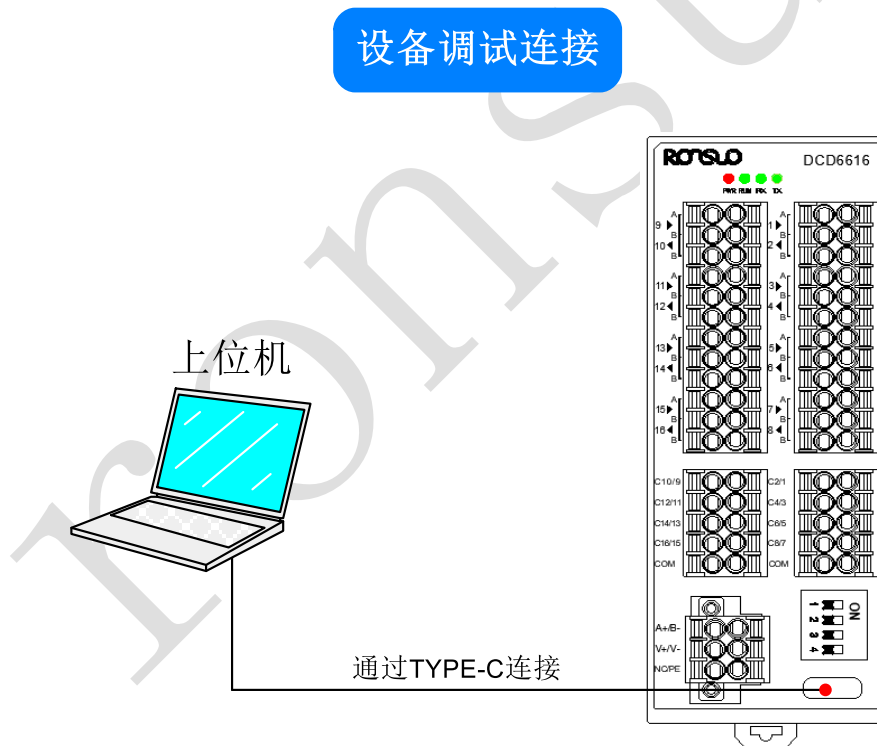 设备调试连接
RONSUO
DCD6616
PWR RUN RX TX
A
9
B
10
B
A
11
B
12
B
A
13
B
14
B
A
15
B
16
B
A
1
B
2
B
A
3
B
4
B
A
5
B
6
B
A
7
B
8
B
C10/9
C12/11
C14/13
C16/15
COM
C2/1
C4/3
C6/5
C8/7
COM
ON
1
2
3
4
A+/B-
V+/V-
NC/PE
上位机
通过TYPE-C连接